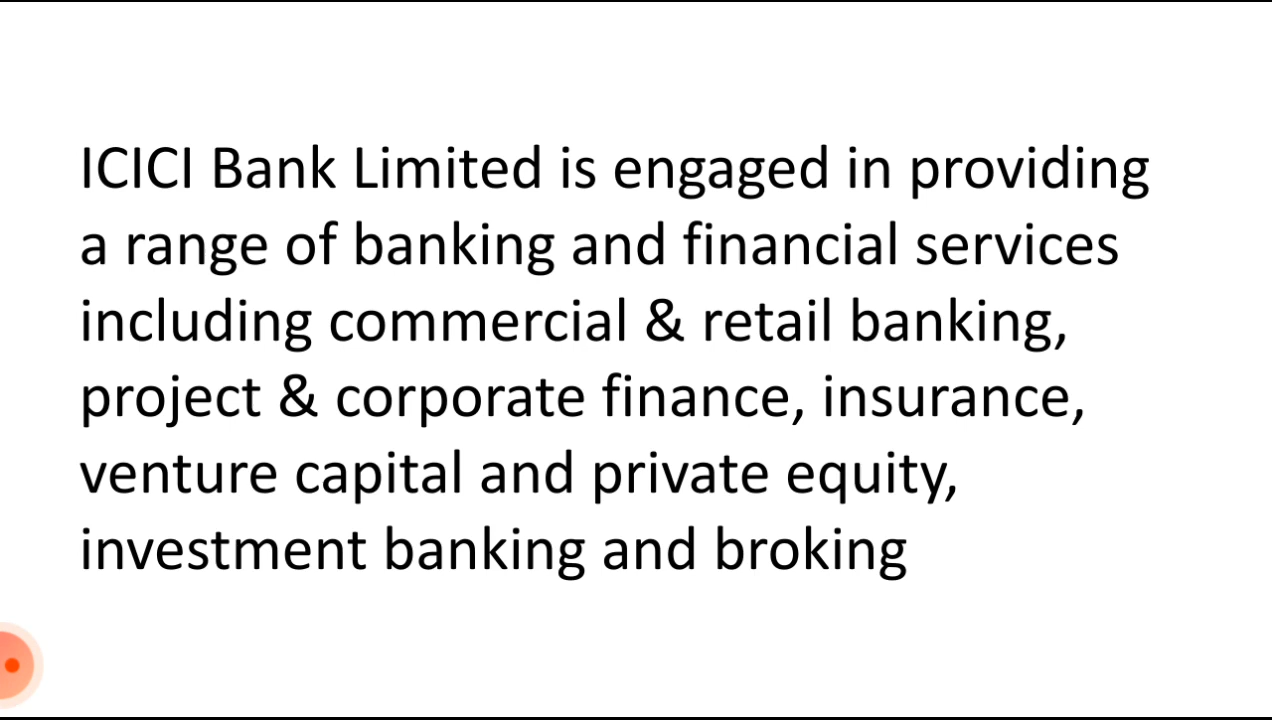 ICICI Bank Limited is engaged in providing
a range of banking and financial services
including commercial & retail banking,
project & corporate finance, insurance,
venture capital and private equity,
investment banking and broking